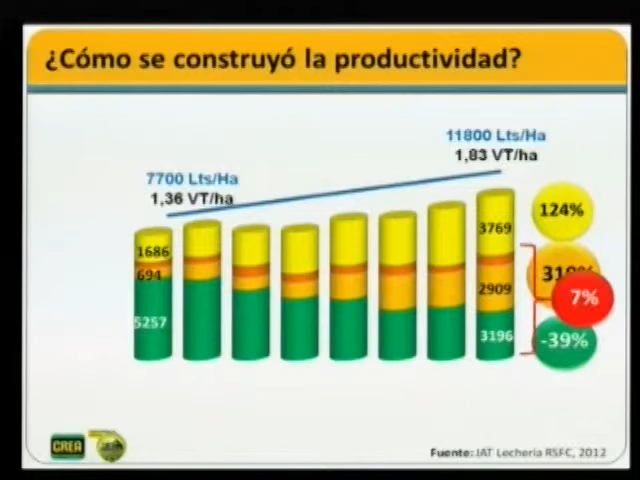 ¿Cómo se construyó la productividad?
11800 Lts/Ha
1,83 VT/ha
7700 Lts/Ha
1,36 VT/ha
124%
3769
1686
694
2909
7%
5257
3196
-39%
CREA
Fuente: JAT Lechería RSFC, 2012